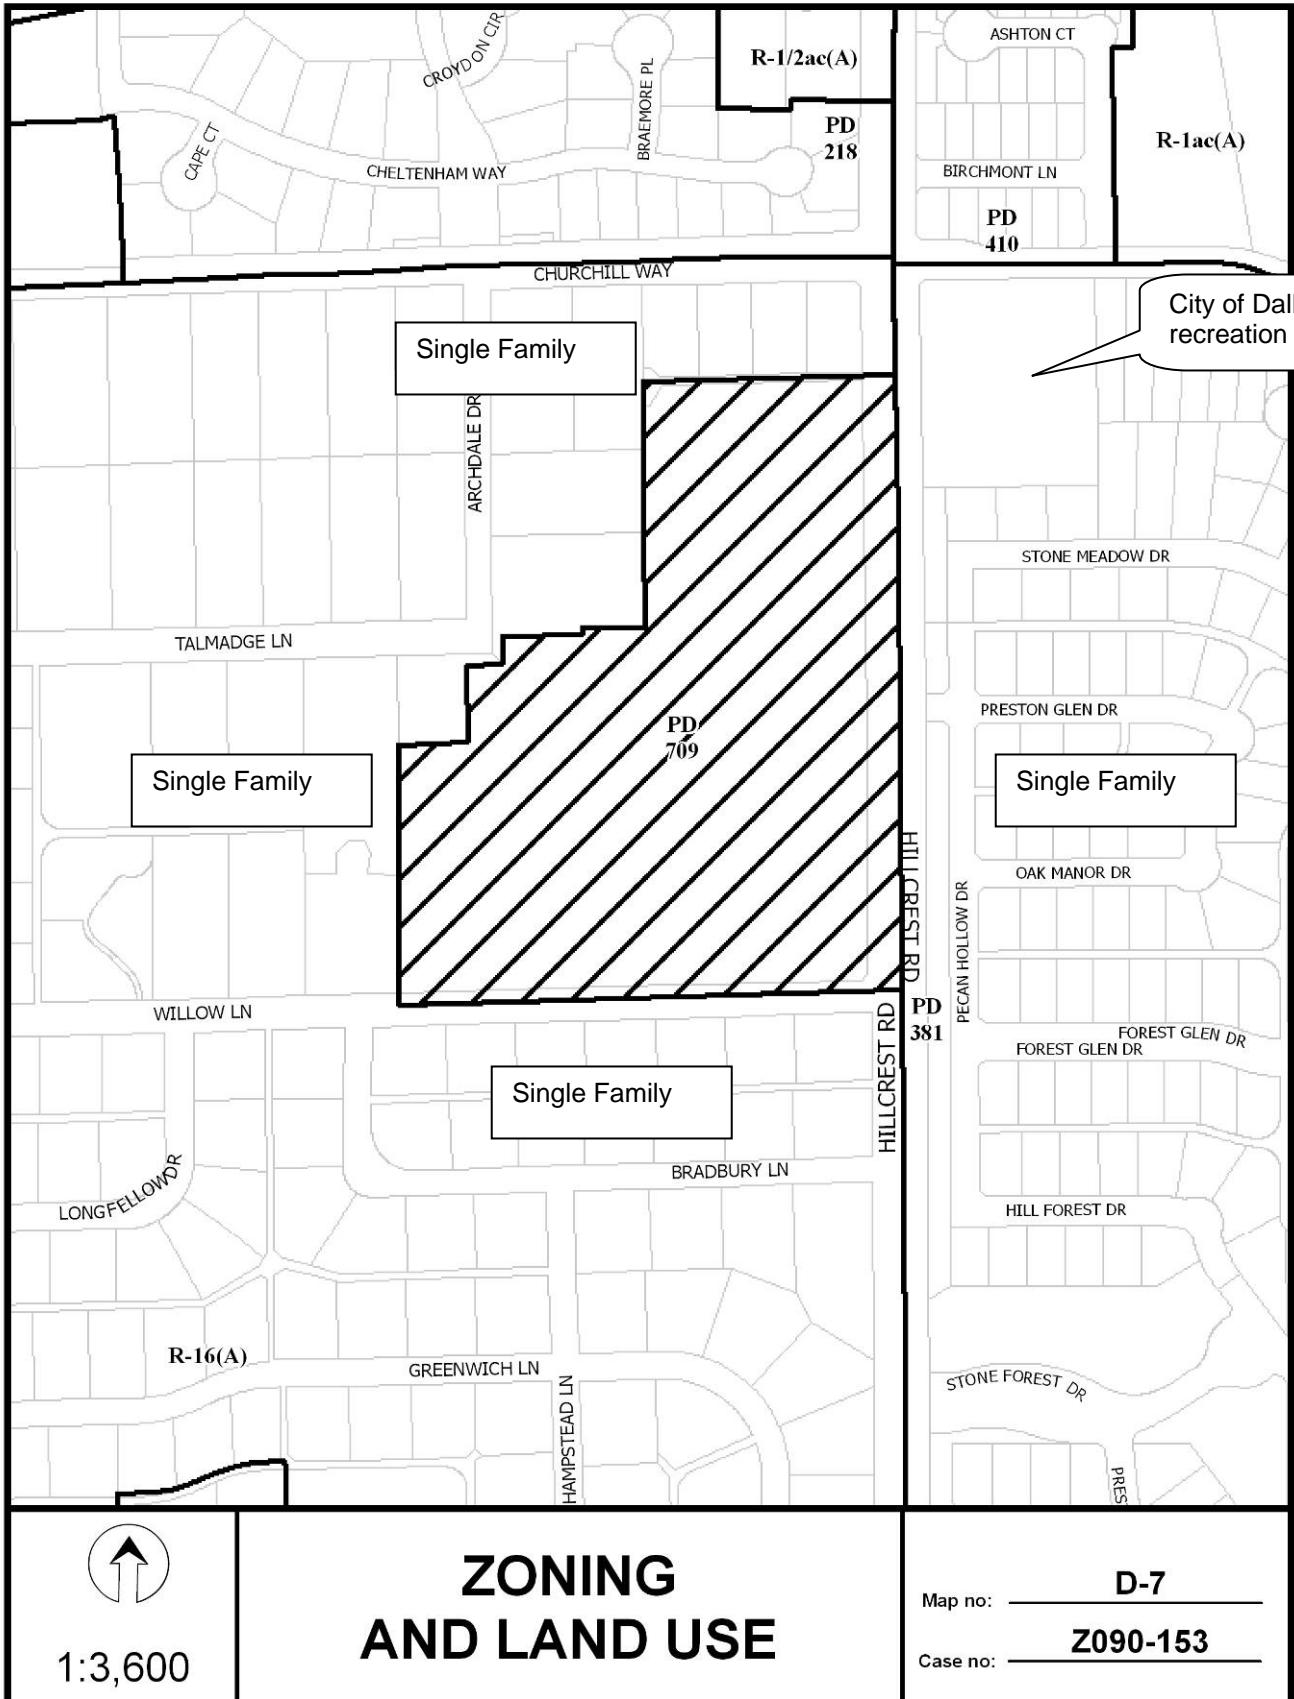 CROYDON CIR
BRAEMORE PL
R-1/2ac(A)
ASHTON CT
CAPE CT
PD
218
R-1ac(A)
CHELTENHAM WAY
BIRCHMONT LN
PD
410
CHURCHILL WAY
City of Dall
recreation
Single Family
ARCHDALE DR
STONE MEADOW DR
TALMADGE LN
PRESTON GLEN DR
PD
709
Single Family
Single Family
HILLCREST RD
OAK MANOR DR
PECAN HOLLOW DR
WILLOW LN
PD
381
FOREST GLEN DR
FOREST GLEN DR
HILLCREST RD
Single Family
BRADBURY LN
LONGFELLOW DR
HILL FOREST DR
R-16(A)
GREENWICH LN
HAMPSTEAD LN
STONE FOREST DR
PRES
1:3,600
ZONING
AND LAND USE
Map no: D-7
Case no: Z090-153